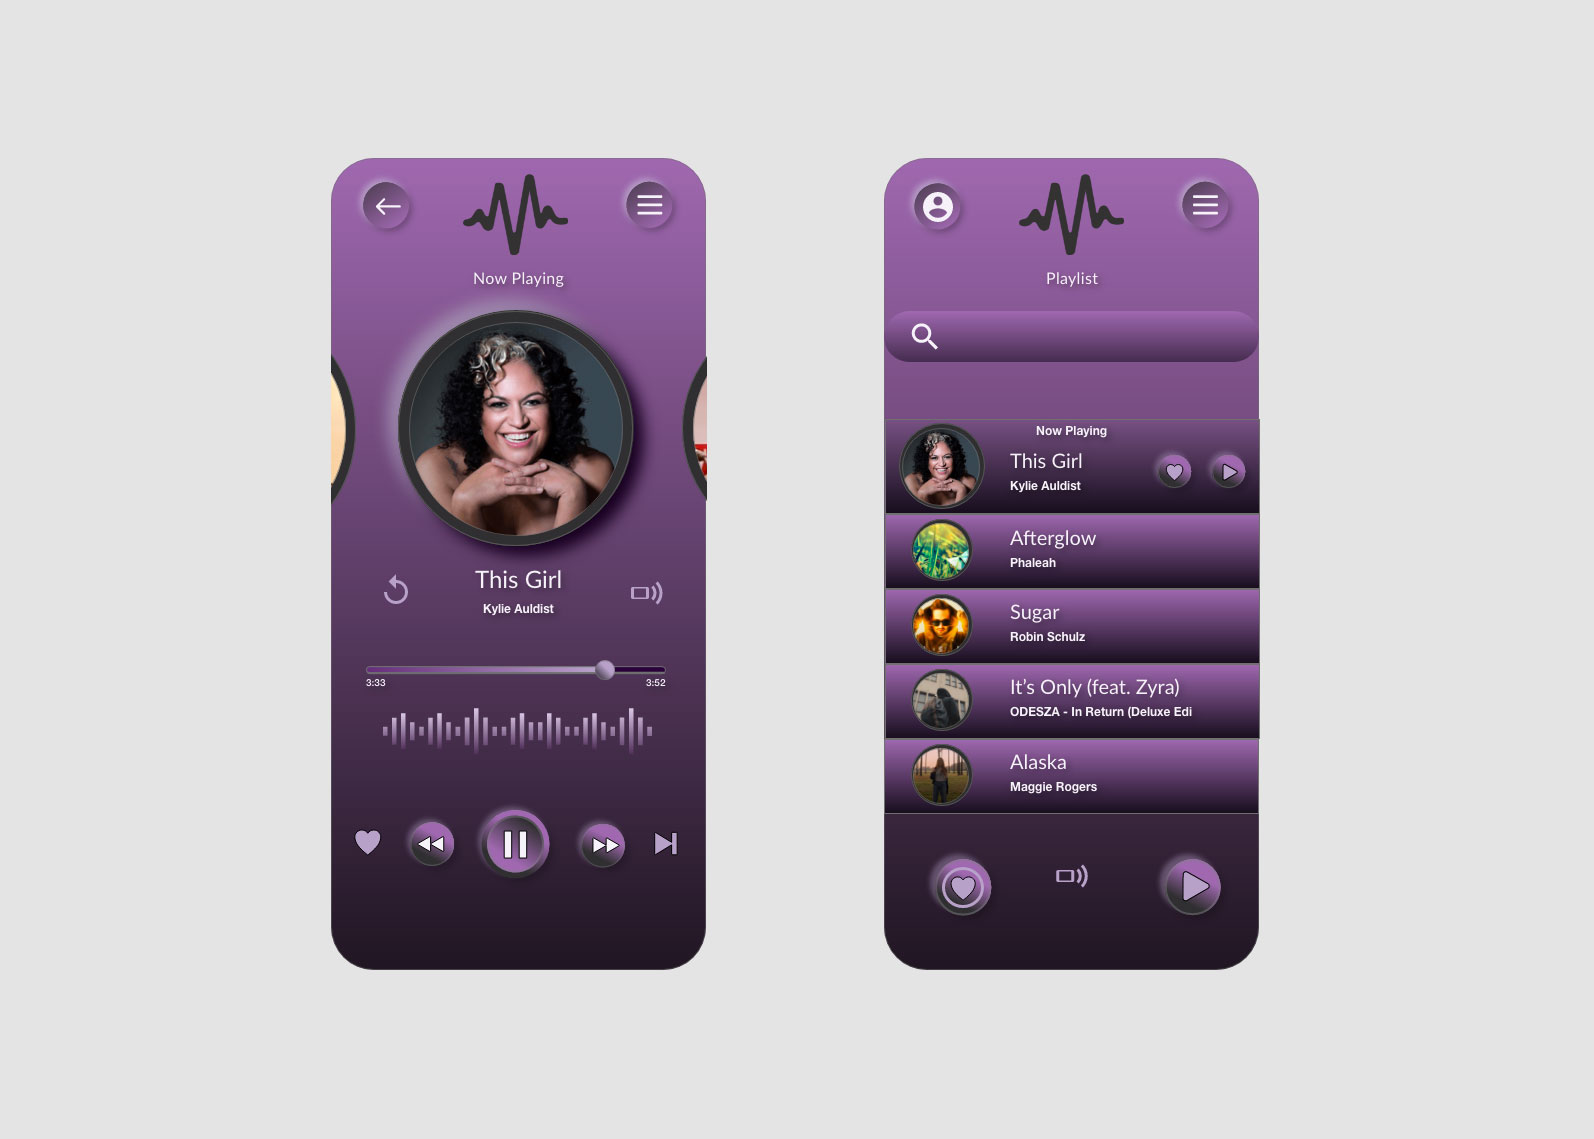 Now Playing
This Girl
Kylie Auldist
3:33
3:52
Playlist
Now Playing
This Girl
Kylie Auldist
Afterglow
Phaleah
Sugar
Robin Schulz
It's Only (feat. Zyra)
ODESZA - In Return (Deluxe Edi
Alaska
Maggie Rogers